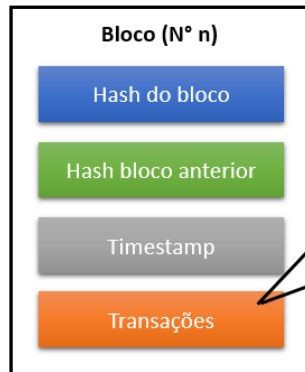 Bloco (N° n)
Hash do bloco
Hash bloco anterior
Timestamp
Transações